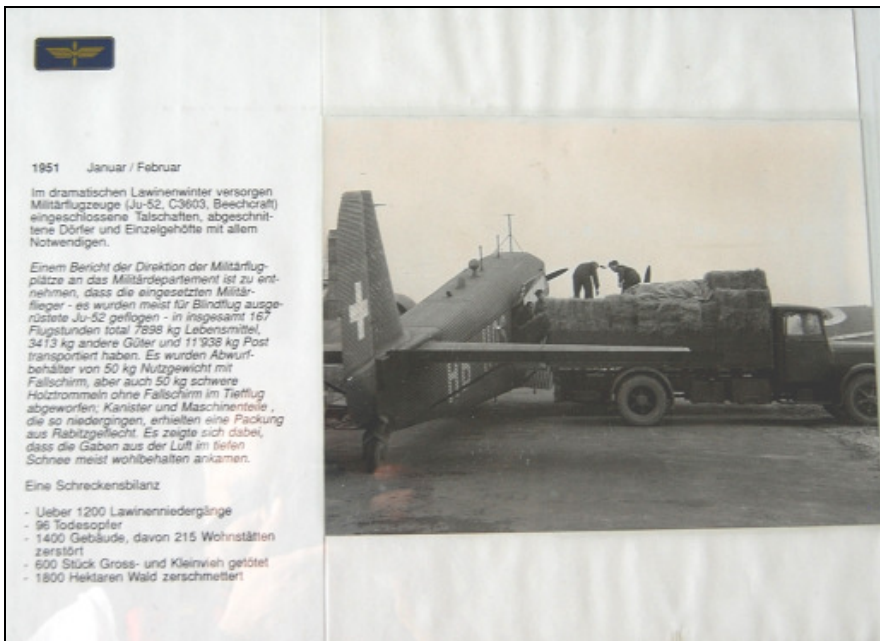 1951 Januar / Februar
Im dramatischen Lawinenwinter versorgen
Militärflugzeuge (Ju-52, C3603, Beechcraft)
eingeschlossene Talschaften, abgeschnit-
tene Dörfer und Einzelgehöfte mit allem
Notwendigen.
Einem Bericht der Direktion der Militärflug-
plätze an das Militärdepartement ist zu ent-
nehmen, dass die eingesetzten Militär-
flieger - es wurden meist für Blindflug ausge-
rüstete Ju-52 geflogen - in insgesamt 167
Flugstunden total 7898 kg Lebensmittel,
3413 kg andere Güter und 11'938 kg Post
transportiert haben. Es wurden Abwurf-
behälter von 50 kg Nutzgewicht mit
Fallschirm, aber auch 50 kg schwere
Holztrommeln ohne Fallschirm im Tiefflug
abgeworfen; Kanister und Maschinenteile ,
die so niedergingen, erhielten eine Packung
aus Rabitzgeflecht. Es zeigte sich dabei,
dass die Gaben aus der Luft im tiefen
Schnee meist wohlbehalten ankamen.
Eine Schreckensbilanz
- Ueber 1200 Lawinenniedergänge
- 96 Todesopfer
- 1400 Gebäude, davon 215 Wohnstätten
zerstört
- 600 Stück Gross- und Kleinvieh getötet
- 1800 Hektaren Wald zerschmettert